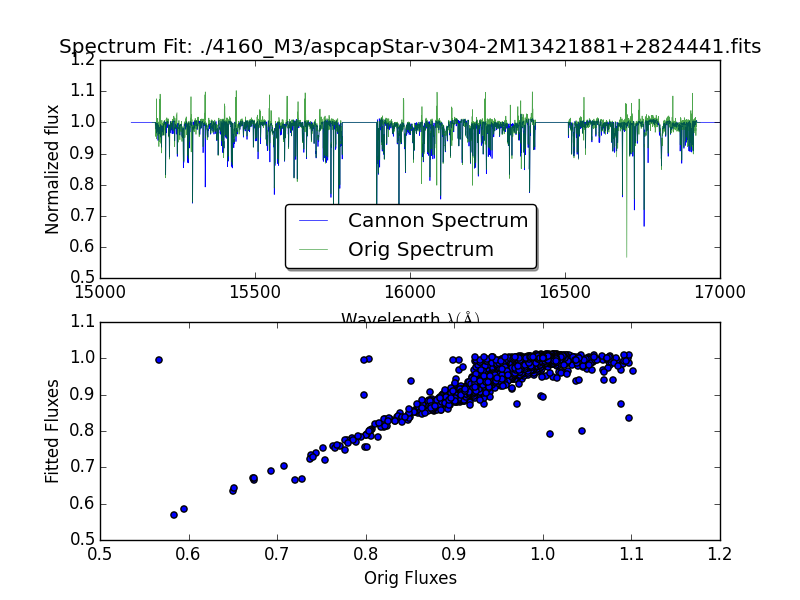 Spectrum Fit: ./4160_M3/aspcapStar-v304-2M13421881+2824441.fits
1.2
1.1
1.0
0.9
0.8
0.7
0.6
0.5
Normalized flux
Cannon Spectrum
Orig Spectrum
15000 15500 16000 16500 17000
Wavelength λ(Å)
1.1
1.0
0.9
0.8
0.7
0.6
0.5
Fitted Fluxes
0.5 0.6 0.7 0.8 0.9 1.0 1.1 1.2
Orig Fluxes